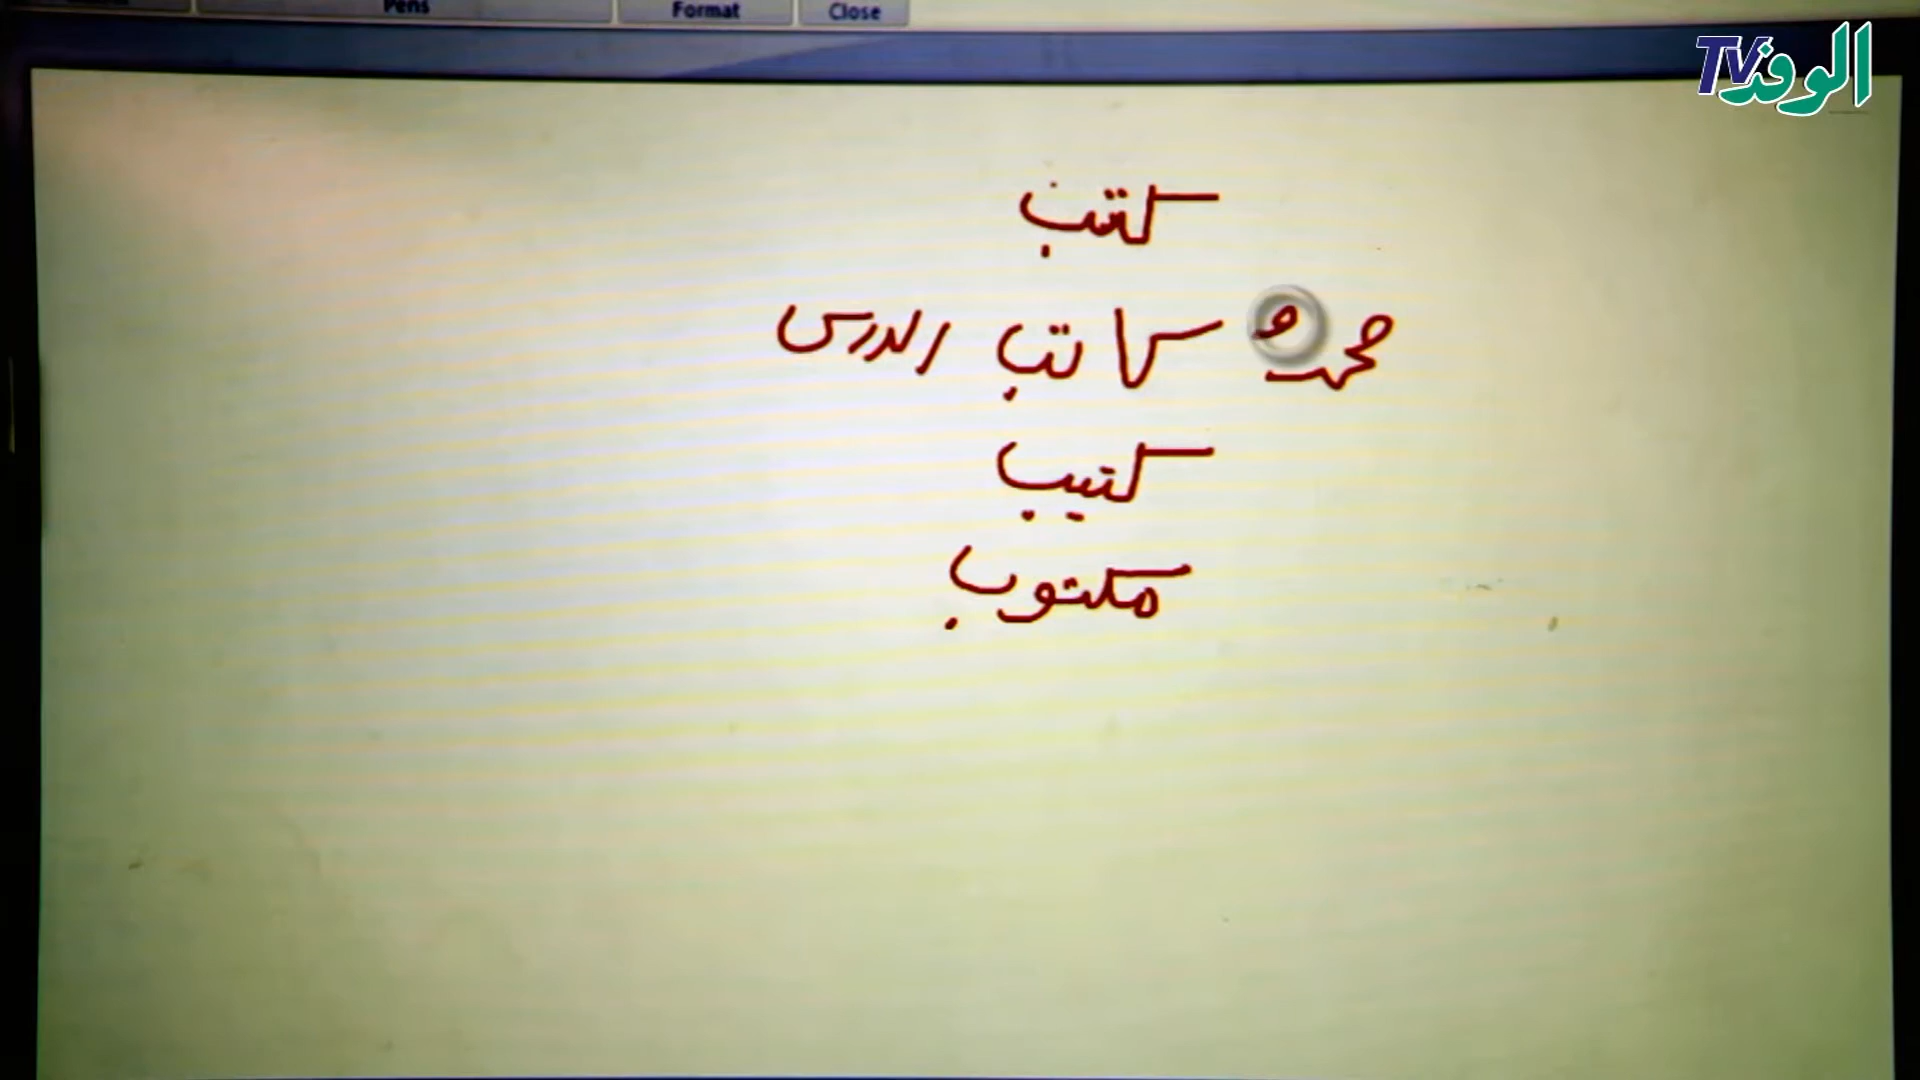 Pens Format Close
الوفد TV
كتب
محمدٌ كاتب الدرس
كتيب
مكتوب